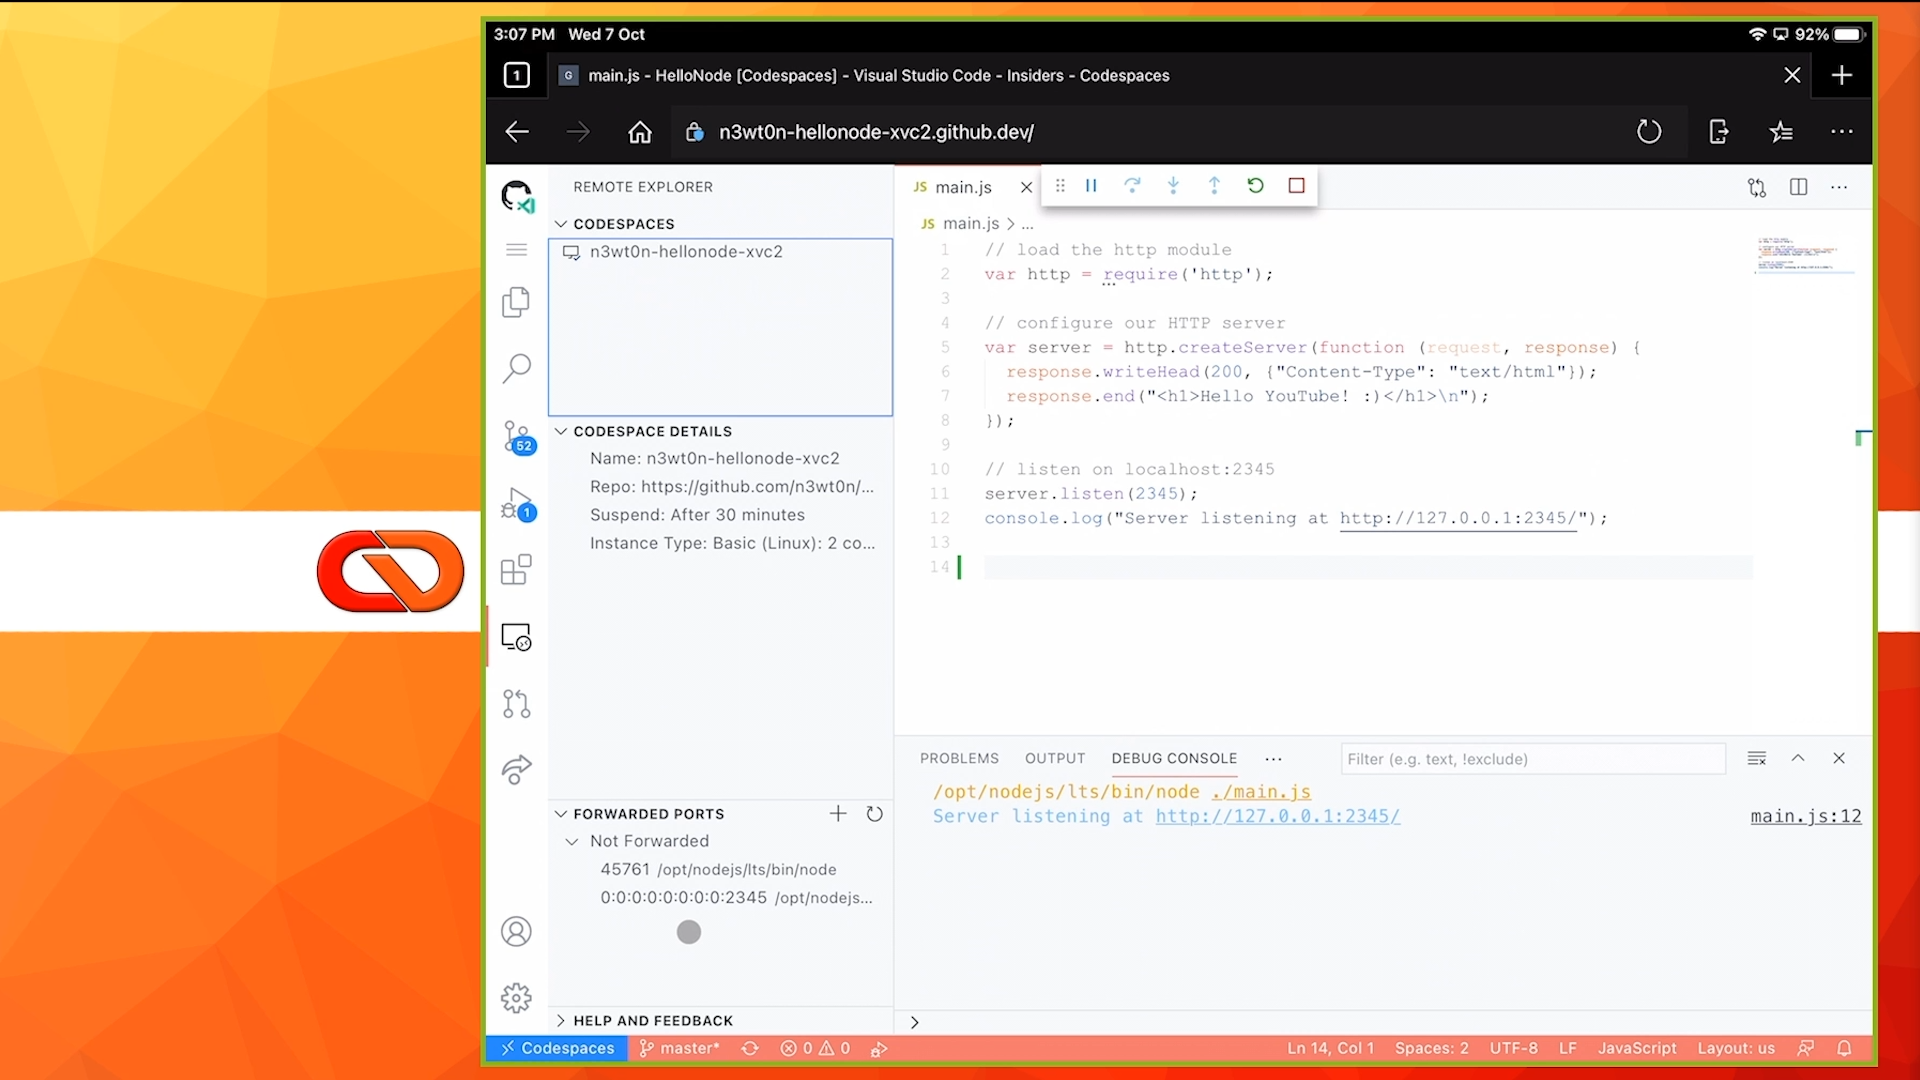 3:07 PM Wed 7 Oct
92%
1
G main.js - HelloNode [Codespaces] - Visual Studio Code - Insiders - Codespaces
n3wt0n-hellonode-xvc2.github.dev/
REMOTE EXPLORER
CODESPACES
n3wt0n-hellonode-xvc2
CODESPACE DETAILS
Name: n3wt0n-hellonode-xvc2
Repo: https://github.com/n3wt0n/...
Suspend: After 30 minutes
Instance Type: Basic (Linux): 2 co...
52
1
FORWARDED PORTS
Not Forwarded
45761 /opt/nodejs/lts/bin/node
0:0:0:0:0:0:0:0:2345 /opt/nodejs...
HELP AND FEEDBACK
JS main.js
JS main.js > ...
1 // load the http module
2 var http = require('http');
3
4 // configure our HTTP server
5 var server = http.createServer(function (request, response) {
6 response.writeHead(200, {"Content-Type": "text/html"});
7 response.end("<h1>Hello YouTube! :)</h1>\n");
8 });
9
10 // listen on localhost:2345
11 server.listen(2345);
12 console.log("Server listening at http://127.0.0.1:2345/");
13
14
PROBLEMS OUTPUT DEBUG CONSOLE ... Filter (e.g. text, !exclude)
/opt/nodejs/lts/bin/node ./main.js
Server listening at http://127.0.0.1:2345/ main.js:12
>
Codespaces master* 0 0 Ln 14, Col 1 Spaces: 2 UTF-8 LF JavaScript Layout: us